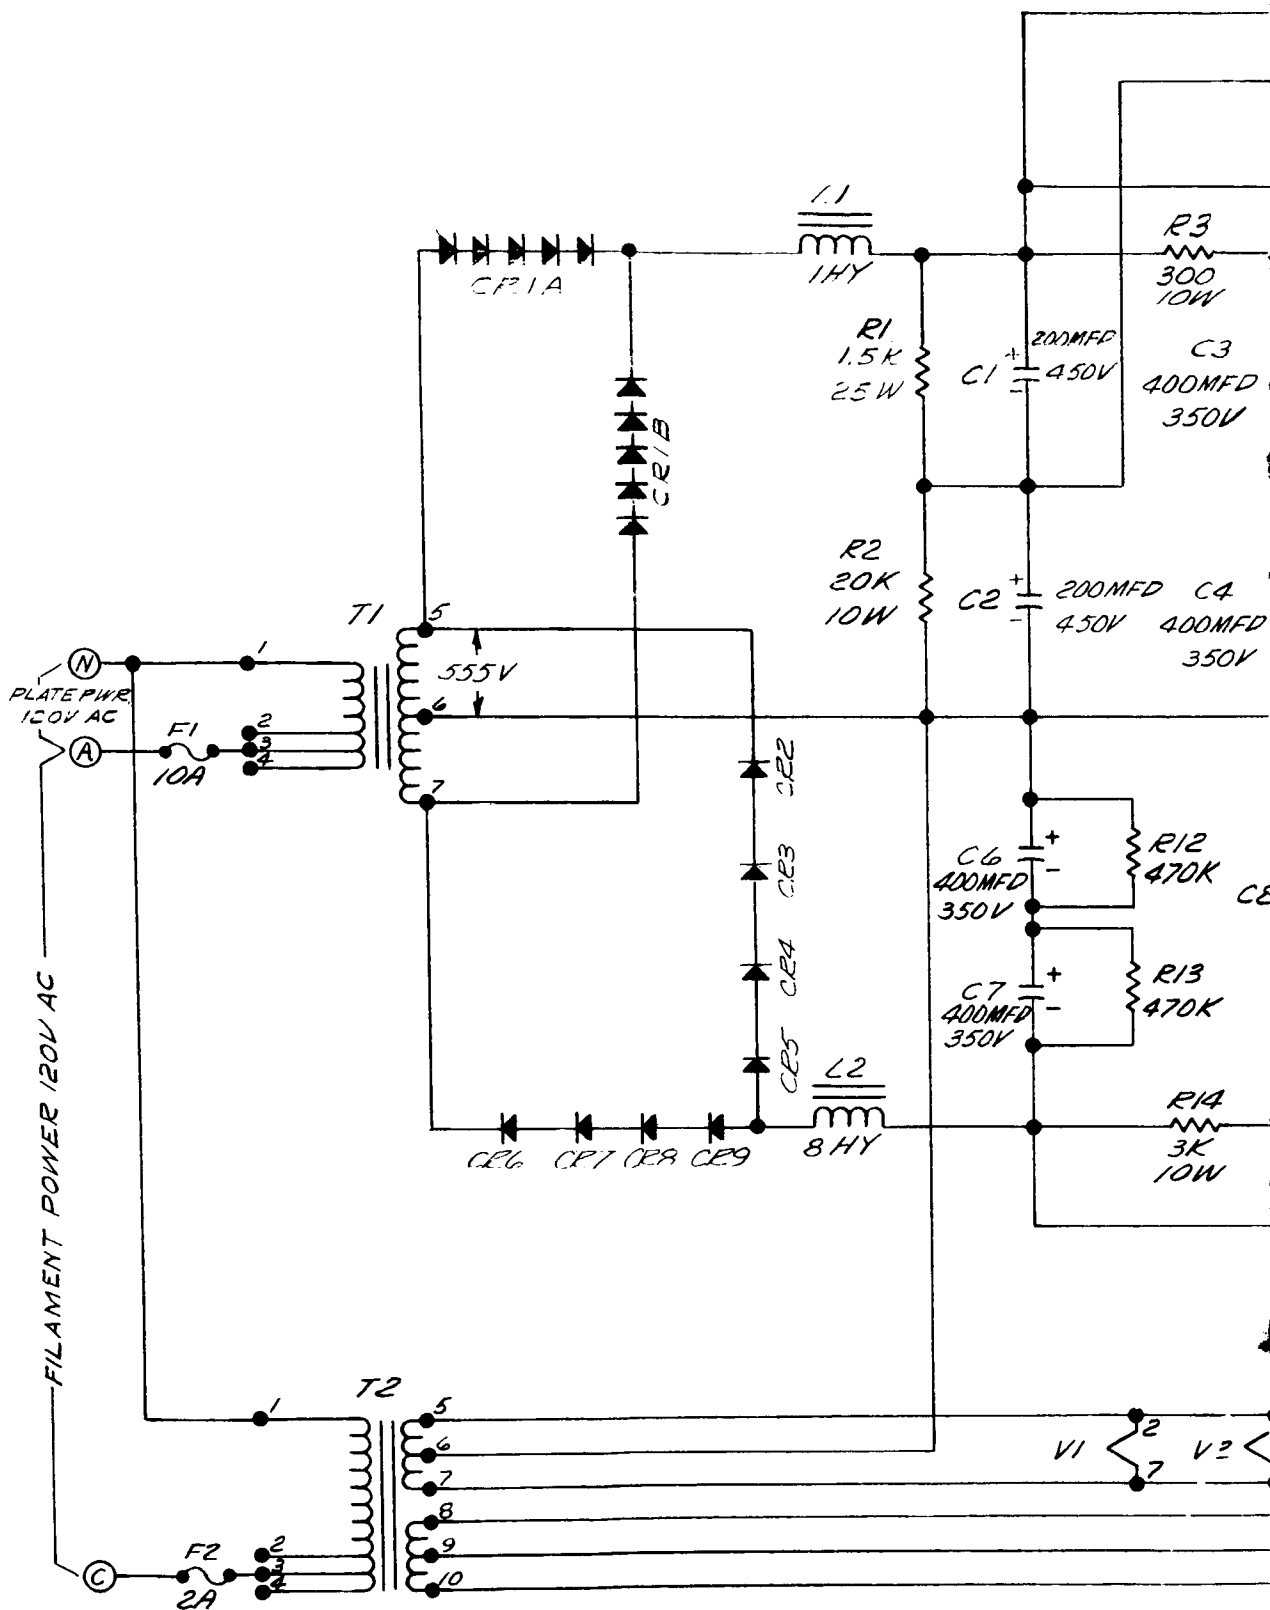 L1
1HY
R3
300
10W
CR1A
R1
1.5K
25W
C1
+
200MFD
450V
-
C3
400MFD
350V
CR1B
R2
20K
10W
C2
+
200MFD
450V
-
C4
400MFD
350V
T1
5
555V
6
7
N
PLATE PWR
120V AC
A
F1
10A
1
2
3
4
CR2
CR3
CR4
CR5
C6
400MFD
350V
+
-
R12
470K
C7
400MFD
350V
+
-
R13
470K
CR6
CR7
CR8
CR9
L2
8HY
R14
3K
10W
FILAMENT POWER 120V AC
T2
1
2
3
4
5
6
7
8
9
10
V1
2
7
V2
C
F2
2A